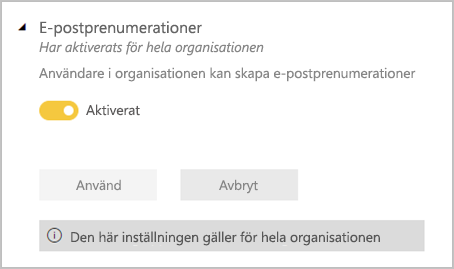 E-postprenumerationer
Har aktiverats för hela organisationen
Användare i organisationen kan skapa e-postprenumerationer
Aktiverat
Använd
Avbryt
Den här inställningen gäller för hela organisationen